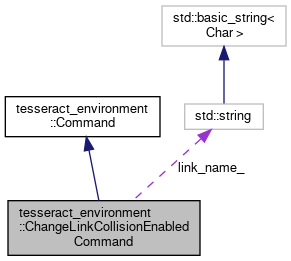 std::basic_string<
Char >
tesseract_environment
::Command
std::string
link_name_
tesseract_environment
::ChangeLinkCollisionEnabled
Command